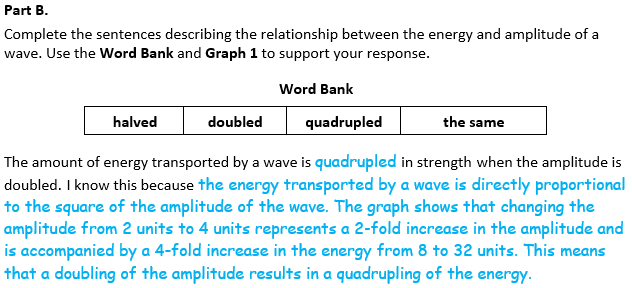 Part B.
Complete the sentences describing the relationship between the energy and amplitude of a
wave. Use the Word Bank and Graph 1 to support your response.
Word Bank
halved doubled quadrupled the same
The amount of energy transported by a wave is quadrupled in strength when the amplitude is
doubled. I know this because the energy transported by a wave is directly proportional
to the square of the amplitude of the wave. The graph shows that changing the
amplitude from 2 units to 4 units represents a 2-fold increase in the amplitude and
is accompanied by a 4-fold increase in the energy from 8 to 32 units. This means
that a doubling of the amplitude results in a quadrupling of the energy.